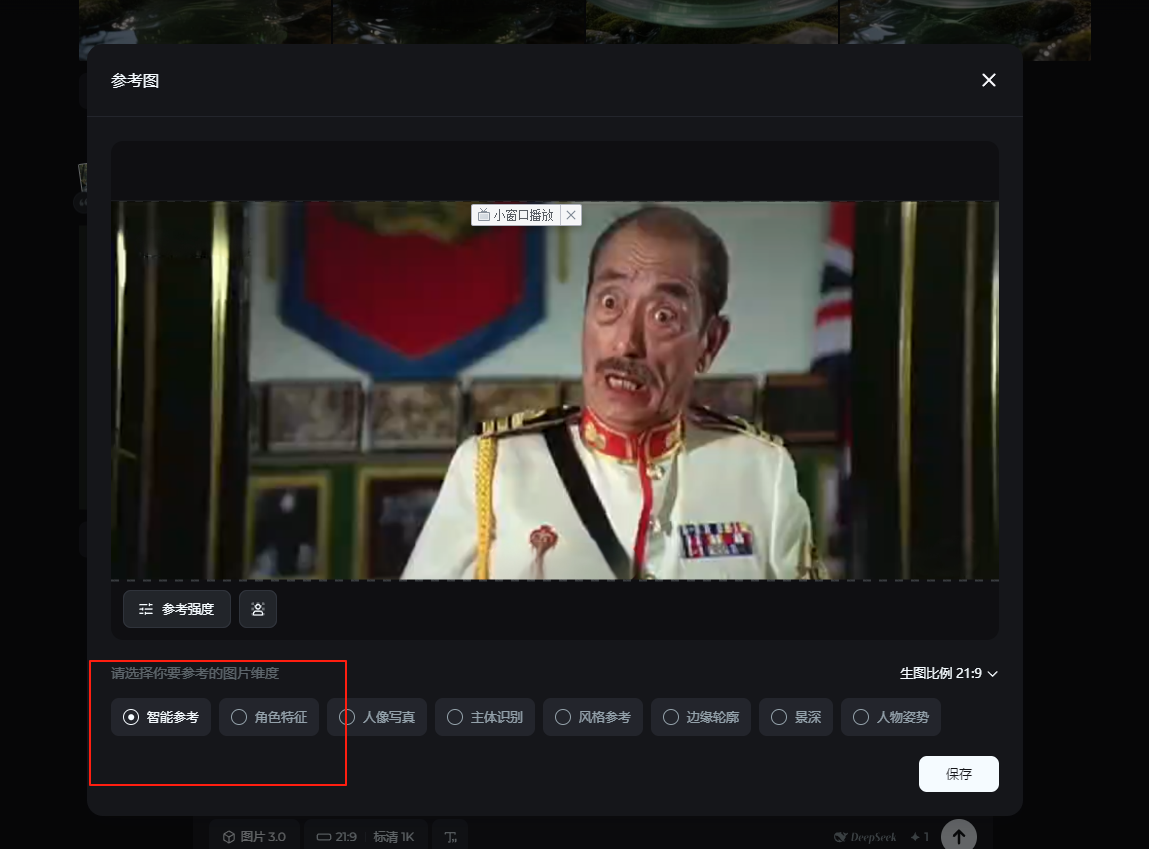 参考图
小窗口播放
参考强度
请选择你要参考的图片维度
生图比例 21:9
智能参考 角色特征 人像写真 主体识别 风格参考 边缘轮廓 景深 人物姿势
保存
图片 3.0 21:9 标清 1K DeepSeek 1